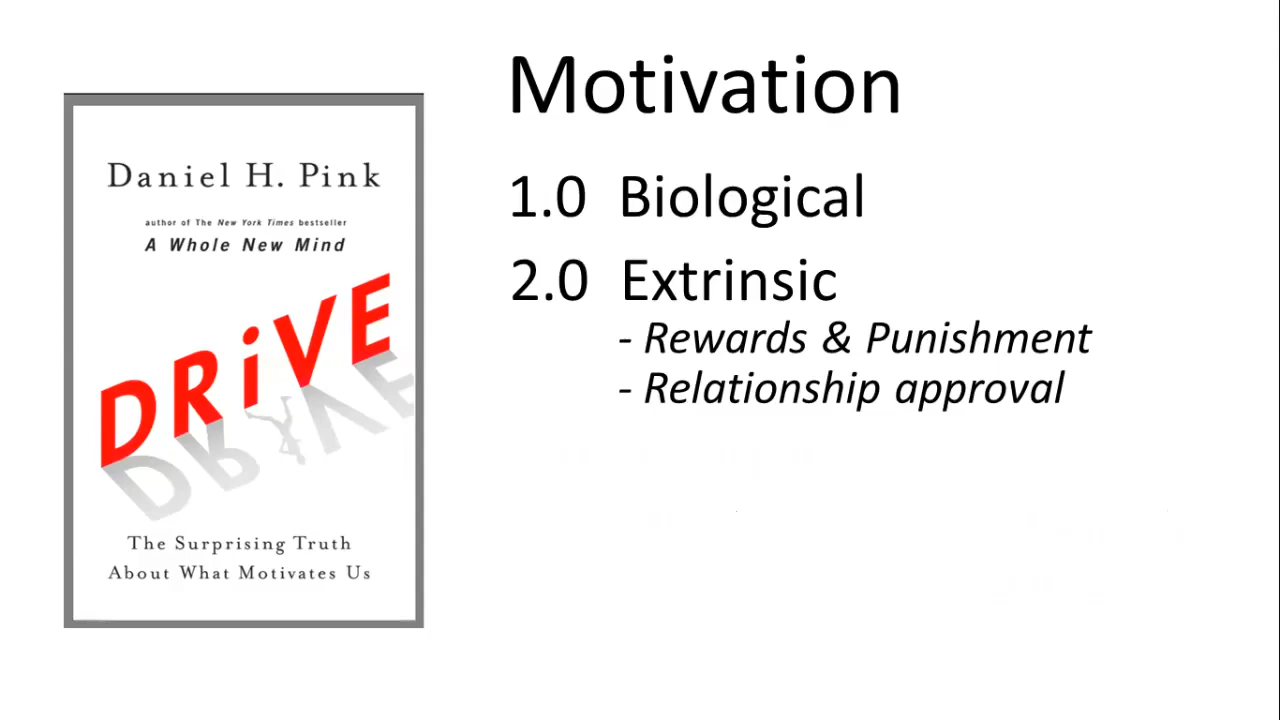 Daniel H. Pink
author of The New York Times bestseller
A Whole New Mind
DRiVE
The Surprising Truth
About What Motivates Us
Motivation
1.0 Biological
2.0 Extrinsic
- Rewards & Punishment
- Relationship approval